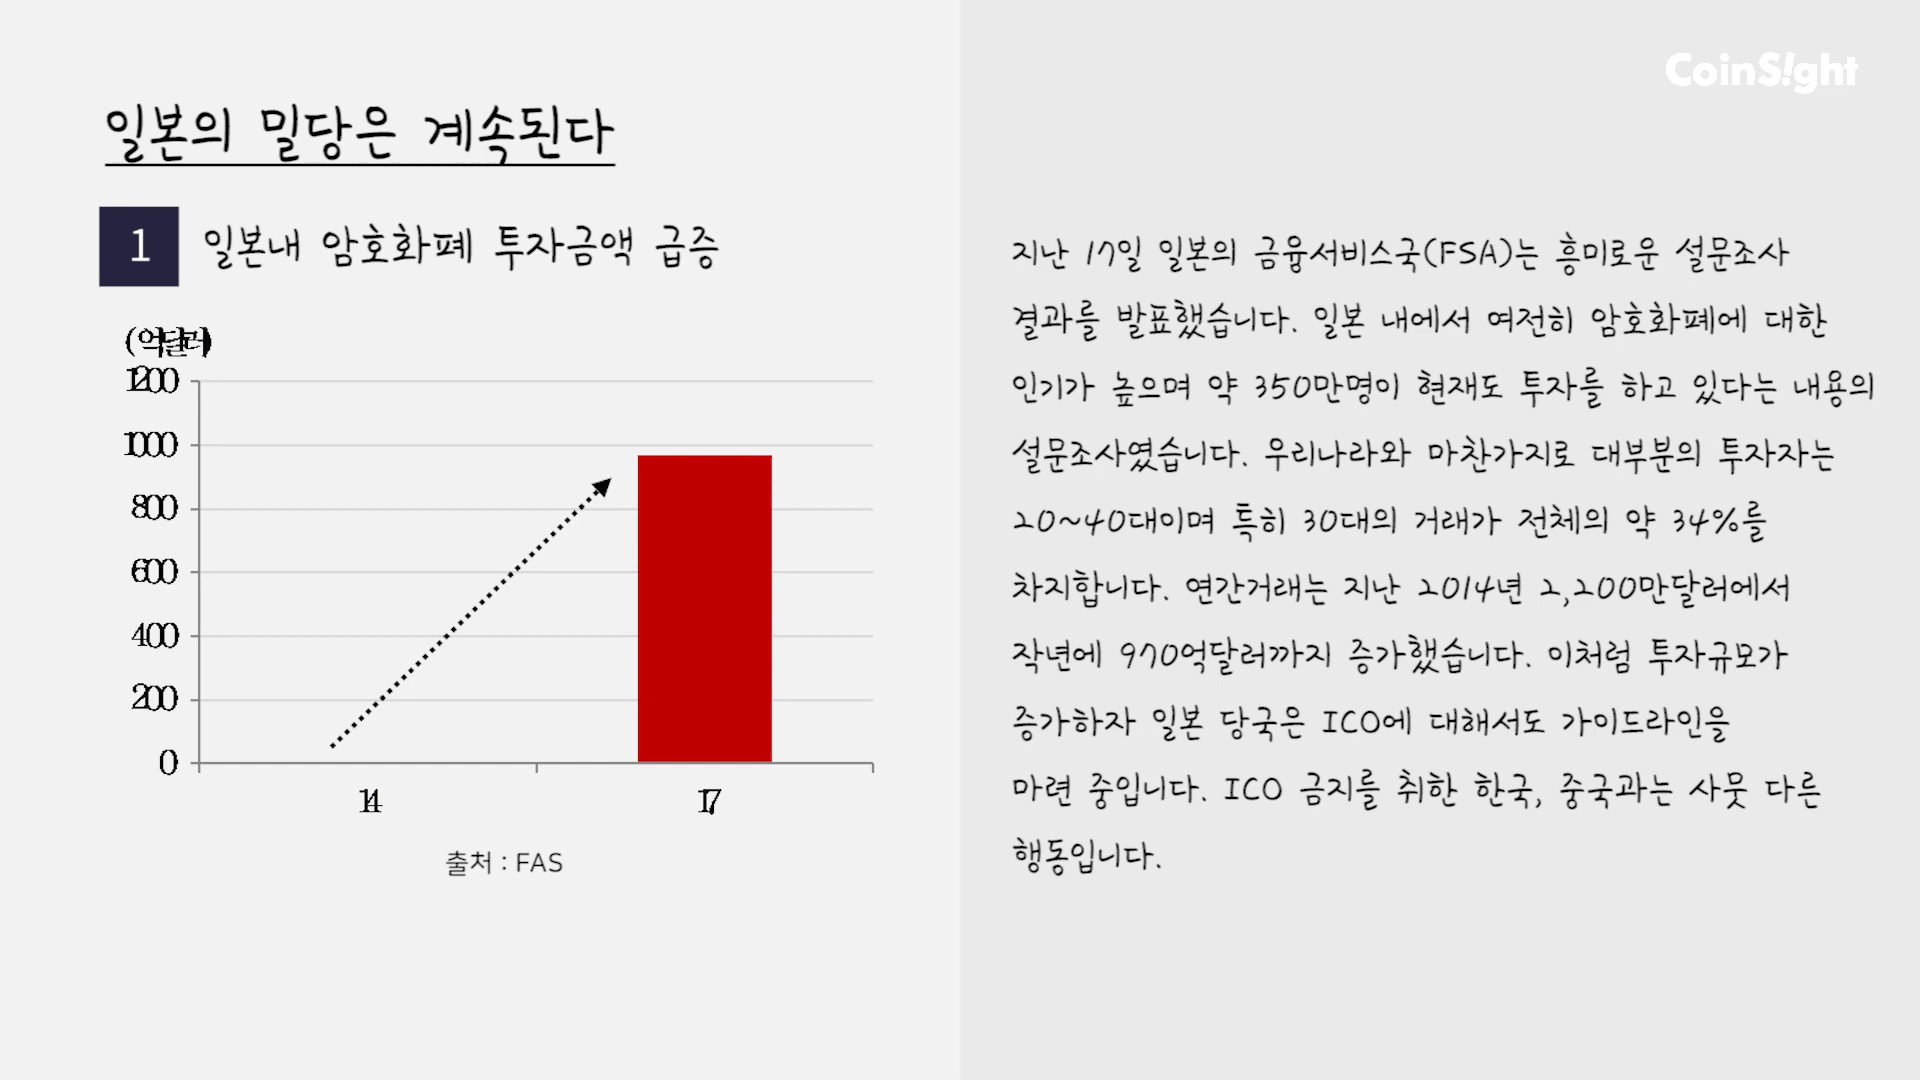 CoinS!ght
일본의 밀당은 계속된다
1
일본내 암호화폐 투자금액 급증
(억달러)
1200
1000
800
600
400
200
0
14
17
출처 : FAS
지난 17일 일본의 금융서비스국(FSA)는 흥미로운 설문조사
결과를 발표했습니다. 일본 내에서 여전히 암호화폐에 대한
인기가 높으며 약 350만명이 현재도 투자를 하고 있다는 내용의
설문조사였습니다. 우리나라와 마찬가지로 대부분의 투자자는
20~40대이며 특히 30대의 거래가 전체의 약 34%를
차지합니다. 연간거래는 지난 2014년 2,200만달러에서
작년에 970억달러까지 증가했습니다. 이처럼 투자규모가
증가하자 일본 당국은 ICO에 대해서도 가이드라인을
마련 중입니다. ICO 금지를 취한 한국, 중국과는 사뭇 다른
행동입니다.